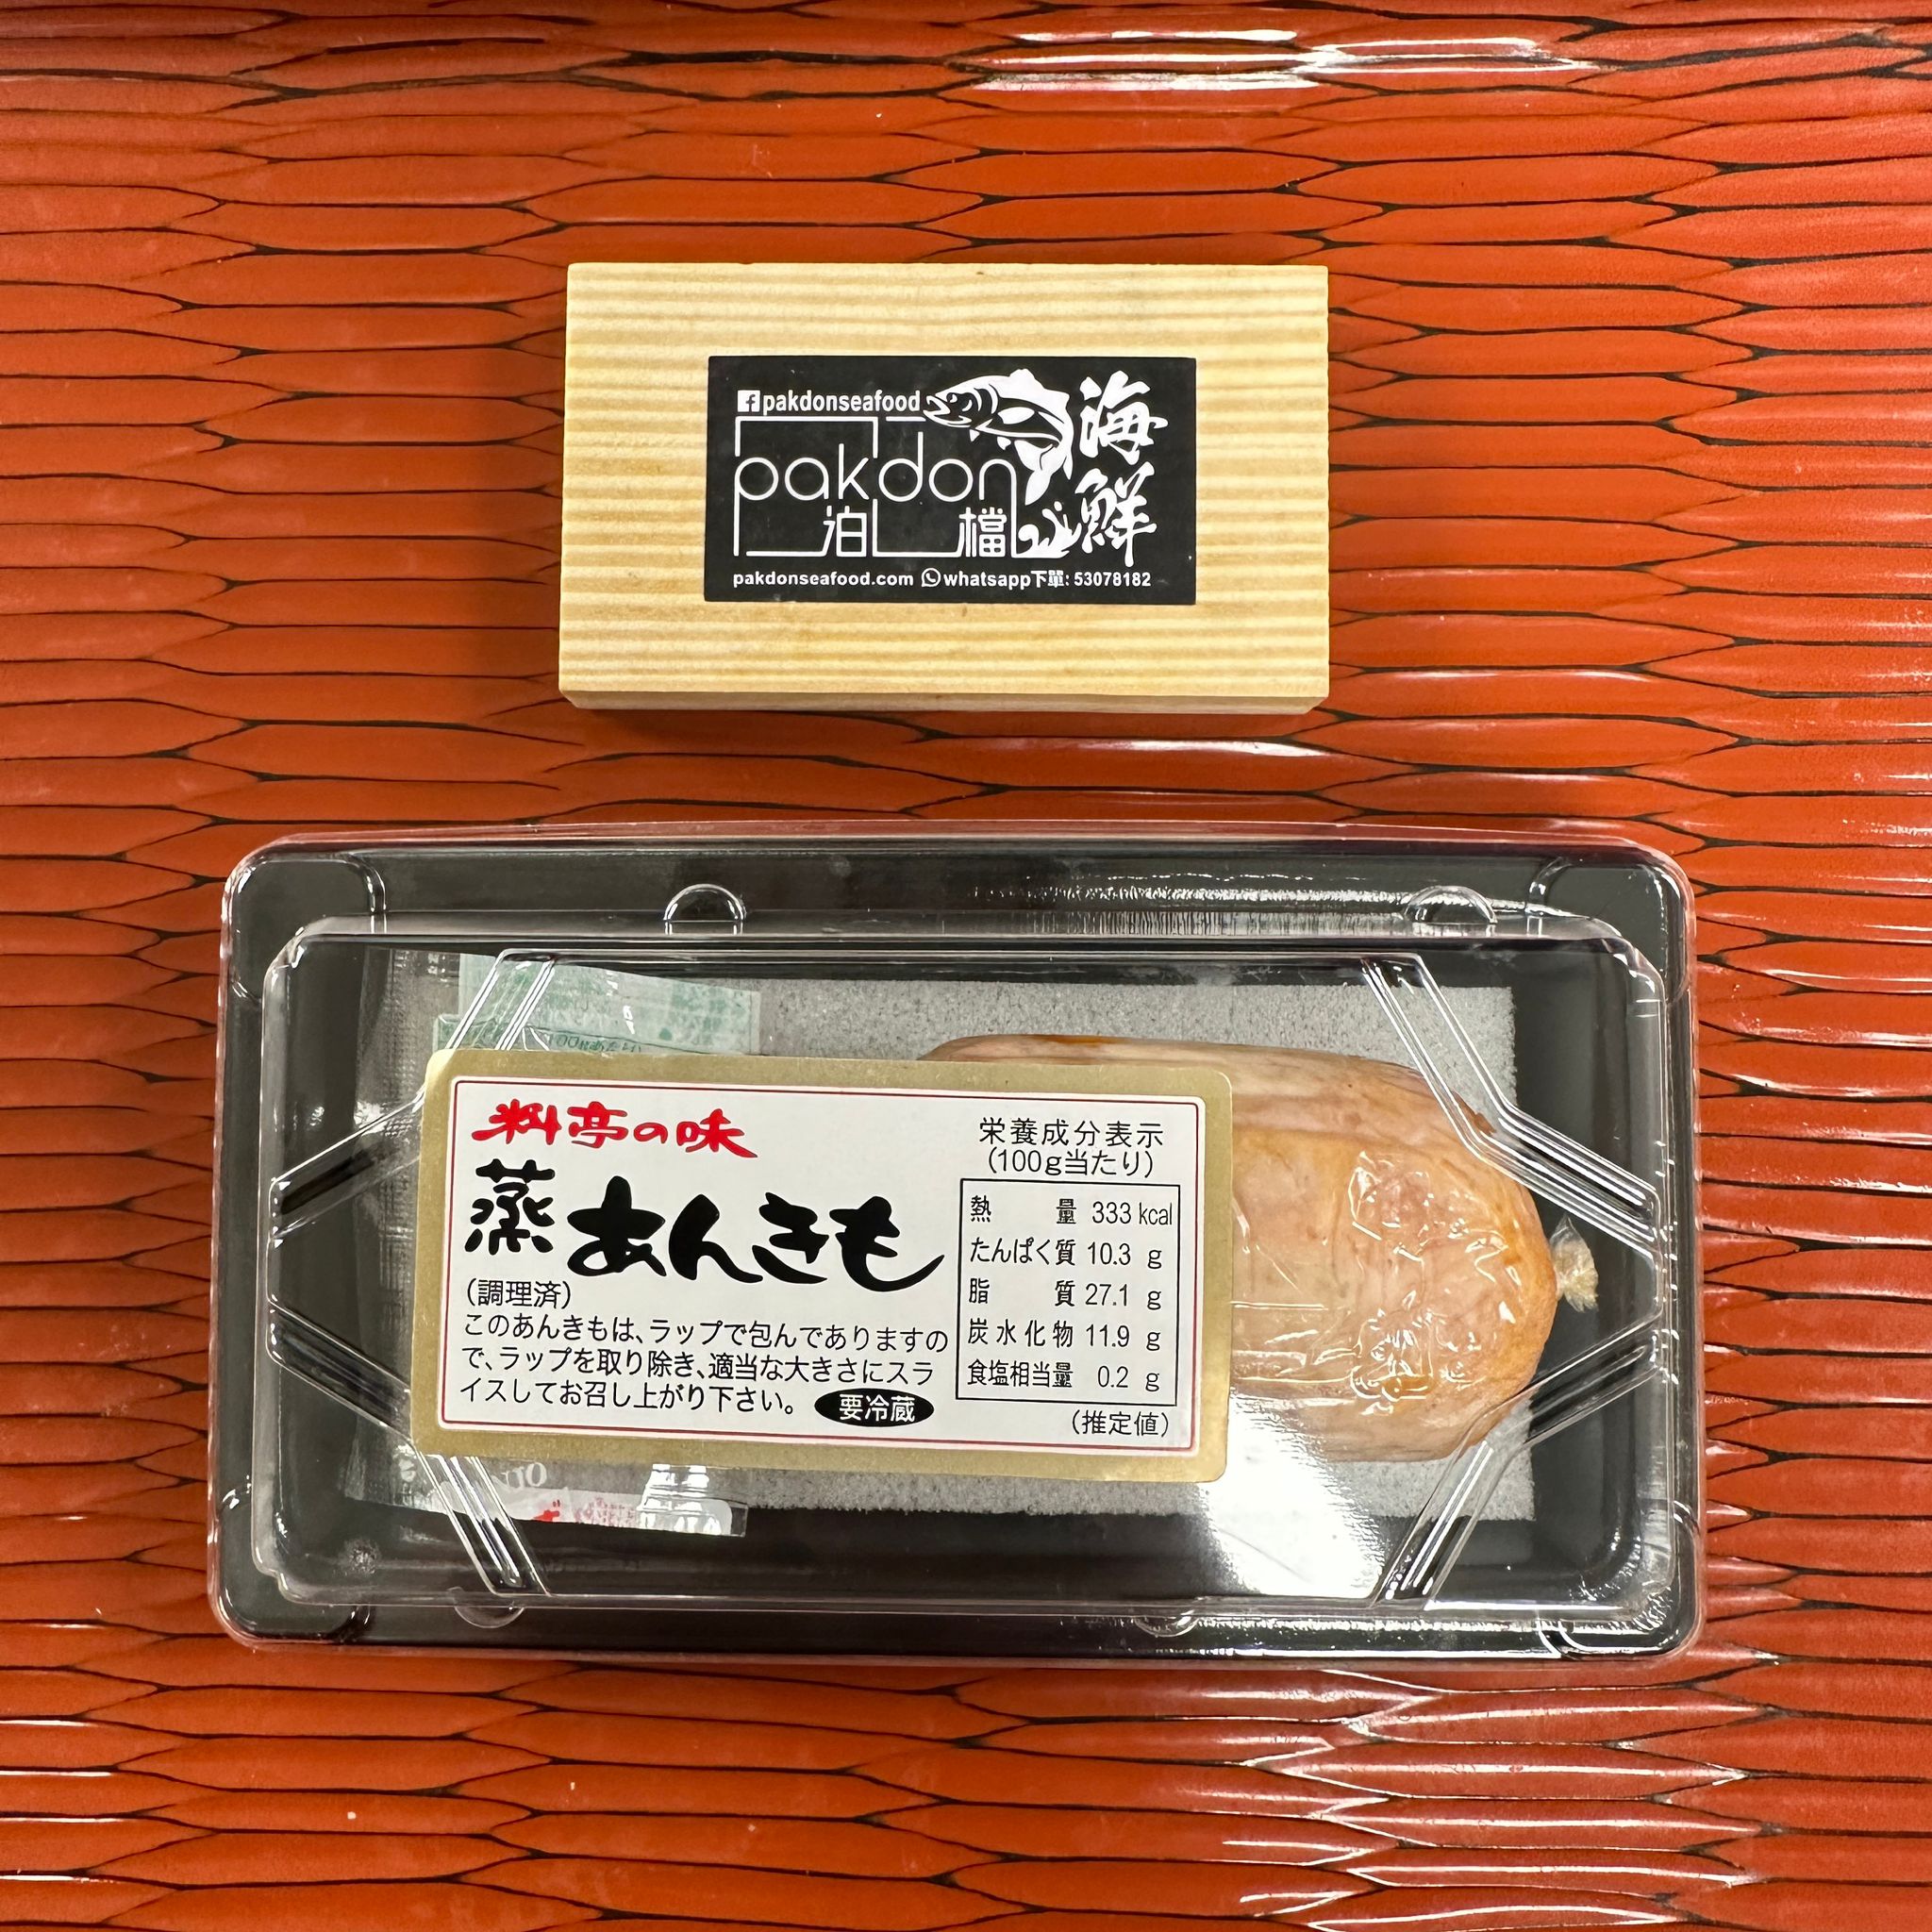 pakdonseafood
海鮮
pakdon
泊檔
pakdonseafood.com whatsapp下單: 53078182
料亭の味
蒸あんきも
(調理済)
このあんきもは、ラップで包んでありますの
で、ラップを取り除き、適当な大きさにスラ
イスしてお召し上がり下さい。 要冷蔵
栄養成分表示
(100g当たり)
熱量 333 kcal
たんぱく質 10.3 g
脂質 27.1 g
炭水化物 11.9 g
食塩相当量 0.2 g
(推定値)